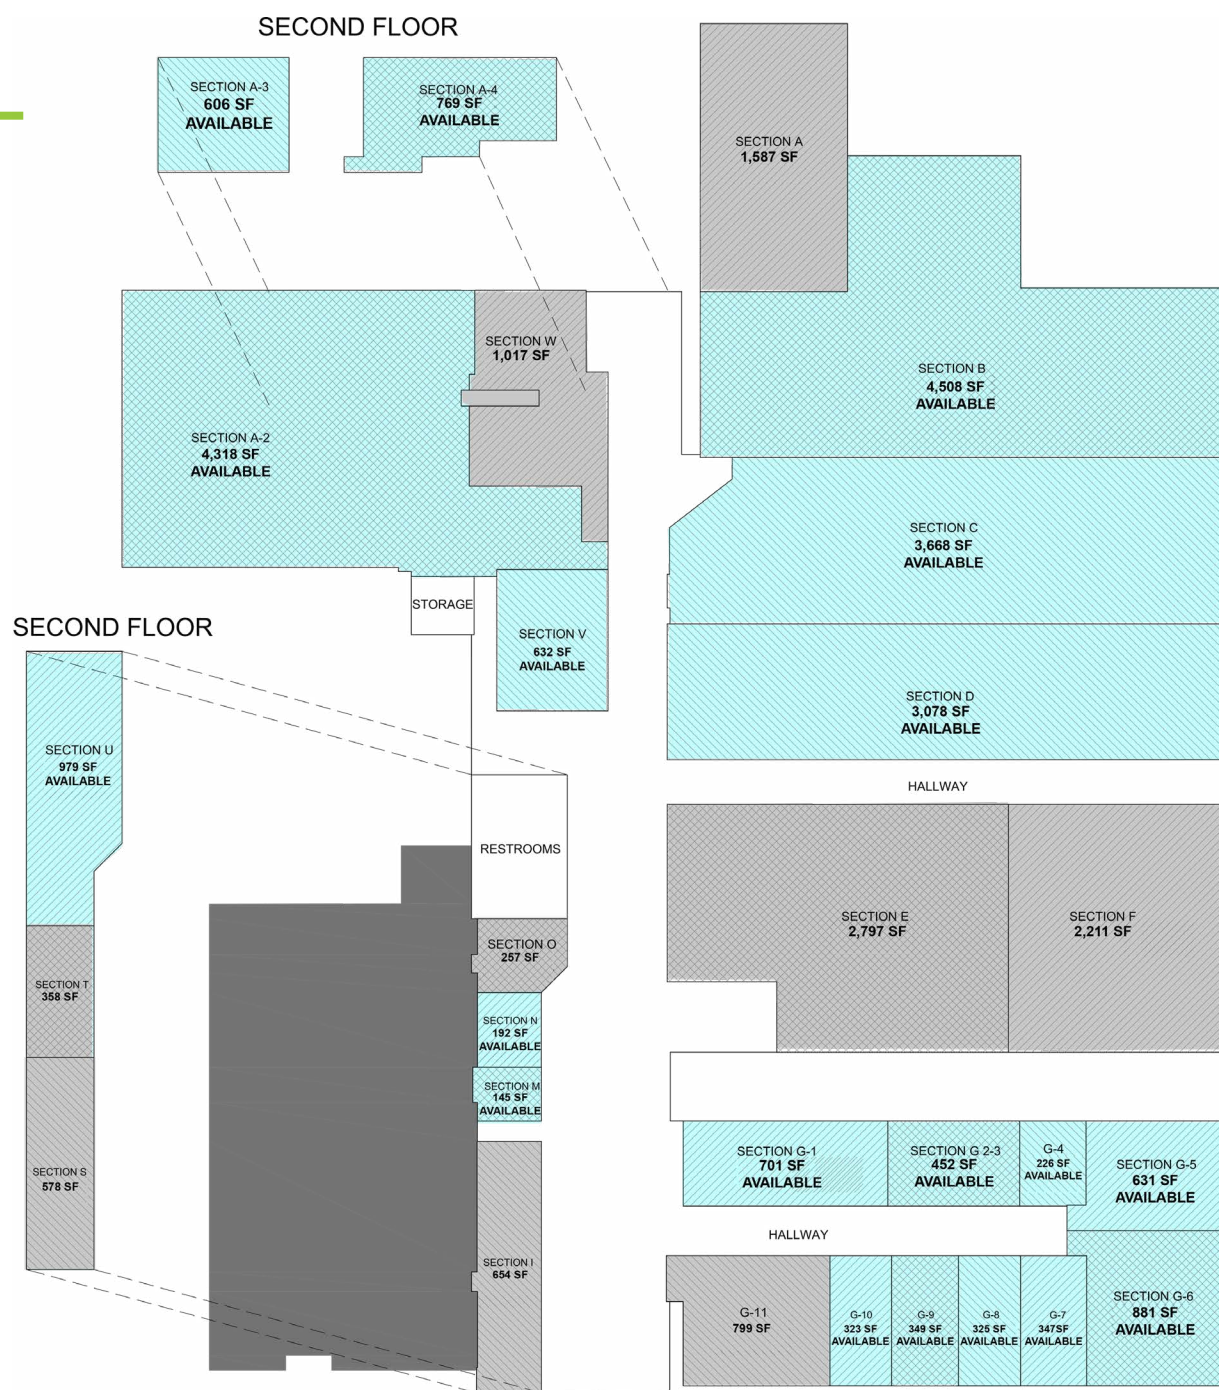 SECOND FLOOR
SECTION A-3
606 SF
AVAILABLE
SECTION A-4
769 SF
AVAILABLE
SECTION A
1,587 SF
SECTION W
1,017 SF
SECTION B
4,508 SF
AVAILABLE
SECTION A-2
4,318 SF
AVAILABLE
SECTION C
3,668 SF
AVAILABLE
STORAGE
SECOND FLOOR
SECTION V
632 SF
AVAILABLE
SECTION D
3,078 SF
AVAILABLE
SECTION U
979 SF
AVAILABLE
HALLWAY
RESTROOMS
SECTION E
2,797 SF
SECTION F
2,211 SF
SECTION O
257 SF
SECTION T
358 SF
SECTION N
192 SF
AVAILABLE
SECTION M
145 SF
AVAILABLE
SECTION G-1
701 SF
AVAILABLE
SECTION G 2-3
452 SF
AVAILABLE
G-4
226 SF
AVAILABLE
SECTION G-5
631 SF
AVAILABLE
SECTION S
578 SF
HALLWAY
SECTION I
654 SF
G-11
799 SF
G-10
323 SF
AVAILABLE
G-9
349 SF
AVAILABLE
G-8
325 SF
AVAILABLE
G-7
347SF
AVAILABLE
SECTION G-6
881 SF
AVAILABLE